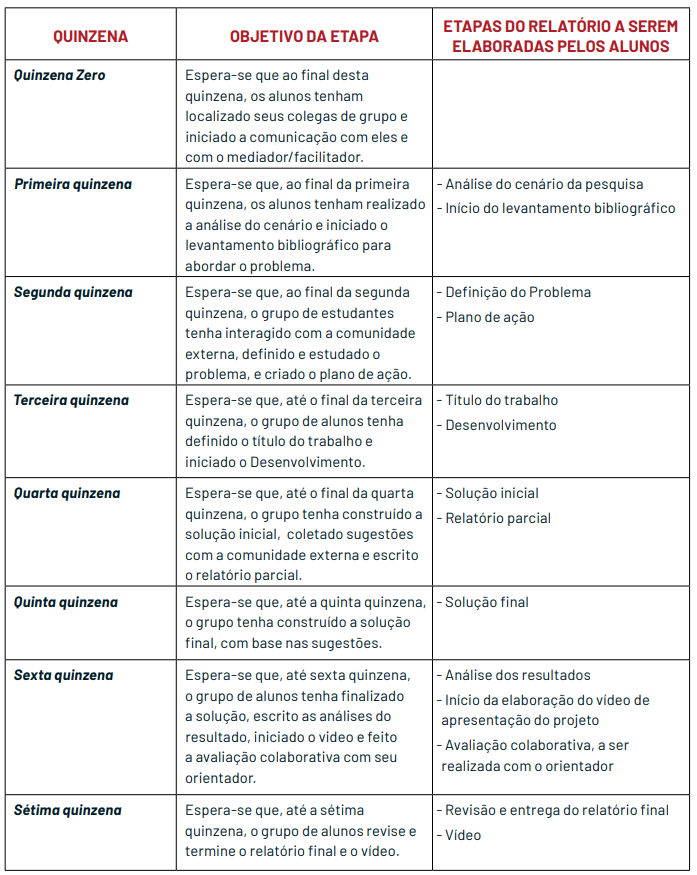 QUINZENA
OBJETIVO DA ETAPA
ETAPAS DO RELATÓRIO A SEREM
ELABORADAS PELOS ALUNOS
Quinzena Zero
Espera-se que ao final desta
quinzena, os alunos tenham
localizado seus colegas de grupo e
iniciado a comunicação com eles e
com o mediador/facilitador.
Primeira quinzena
Espera-se que, ao final da primeira
quinzena, os alunos tenham realizado
a análise do cenário e iniciado o
levantamento bibliográfico para
abordar o problema.
- Análise do cenário da pesquisa
- Início do levantamento bibliográfico
Segunda quinzena
Espera-se que, ao final da segunda
quinzena, o grupo de estudantes
tenha interagido com a comunidade
externa, definido e estudado o
problema, e criado o plano de ação.
- Definição do Problema
- Plano de ação
Terceira quinzena
Espera-se que, até o final da terceira
quinzena, o grupo de alunos tenha
definido o título do trabalho e
iniciado o Desenvolvimento.
- Título do trabalho
- Desenvolvimento
Quarta quinzena
Espera-se que, até o final da quarta
quinzena, o grupo tenha construído a
solução inicial, coletado sugestões
com a comunidade externa e escrito
o relatório parcial.
- Solução inicial
- Relatório parcial
Quinta quinzena
Espera-se que, até a quinta quinzena,
o grupo tenha construído a solução
final, com base nas sugestões.
- Solução final
Sexta quinzena
Espera-se que, até sexta quinzena,
o grupo de alunos tenha finalizado
a solução, escrito as análises do
resultado, iniciado o video e feito
a avaliação colaborativa com seu
orientador.
- Análise dos resultados
- Início da elaboração do vídeo de
apresentação do projeto
- Avaliação colaborativa, a ser
realizada com o orientador
Sétima quinzena
Espera-se que, até a sétima
quinzena, o grupo de alunos revise e
termine o relatório final e o vídeo.
- Revisão e entrega do relatório final
- Vídeo